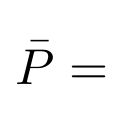 P̄ =